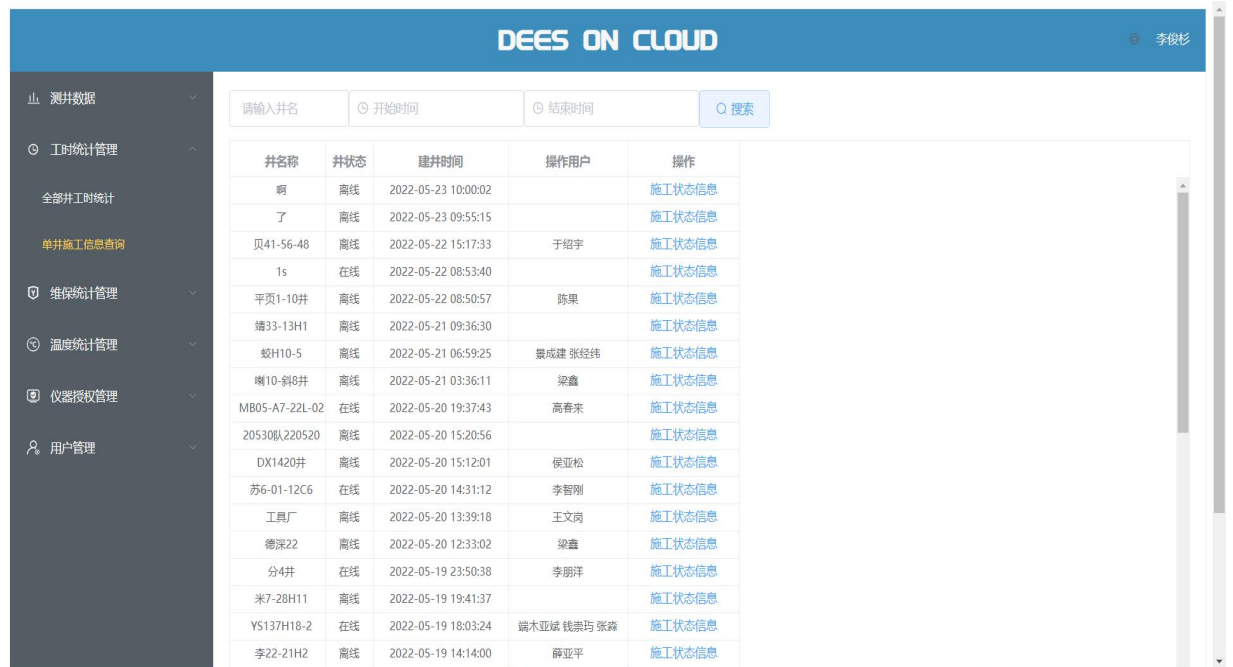 DEES ON CLOUD
李俊杉
测井数据
工时统计管理
全部井工时统计
单井施工信息查询
维保统计管理
温度统计管理
仪器授权管理
用户管理
请输入井名 开始时间 结束时间 搜索
井名称 井状态 建井时间 操作用户 操作
啊 离线 2022-05-23 10:00:02 施工状态信息
了 离线 2022-05-23 09:55:15 施工状态信息
贝41-56-48 离线 2022-05-22 15:17:33 于绍宇 施工状态信息
1s 在线 2022-05-22 08:53:40 施工状态信息
平页1-10井 离线 2022-05-22 08:50:57 陈果 施工状态信息
靖33-13H1 离线 2022-05-21 09:36:30 施工状态信息
蛟H10-5 离线 2022-05-21 06:59:25 景成建 张经纬 施工状态信息
喇10-斜8井 离线 2022-05-21 03:36:11 梁鑫 施工状态信息
MB05-A7-22L-02 在线 2022-05-20 19:37:43 高春来 施工状态信息
20530队220520 离线 2022-05-20 15:20:56 施工状态信息
DX1420井 离线 2022-05-20 15:12:01 侯亚松 施工状态信息
苏6-01-12C6 在线 2022-05-20 14:31:12 李智刚 施工状态信息
工具厂 离线 2022-05-20 13:39:18 王文岗 施工状态信息
德深22 离线 2022-05-20 12:33:02 梁鑫 施工状态信息
分4井 在线 2022-05-19 23:50:38 李朋洋 施工状态信息
米7-28H11 离线 2022-05-19 19:41:37 施工状态信息
YS137H18-2 在线 2022-05-19 18:03:24 端木亚斌 钱崇玙 张淼 施工状态信息
李22-21H2 离线 2022-05-19 14:14:00 薛亚平 施工状态信息